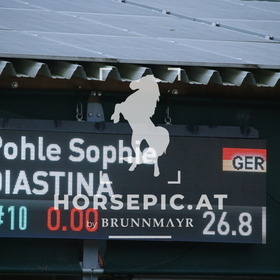 Pohle Sophie
DIASTINA
GER
HORSEPIC.AT
#10 0.00 26.8
by BRUNNMAYR